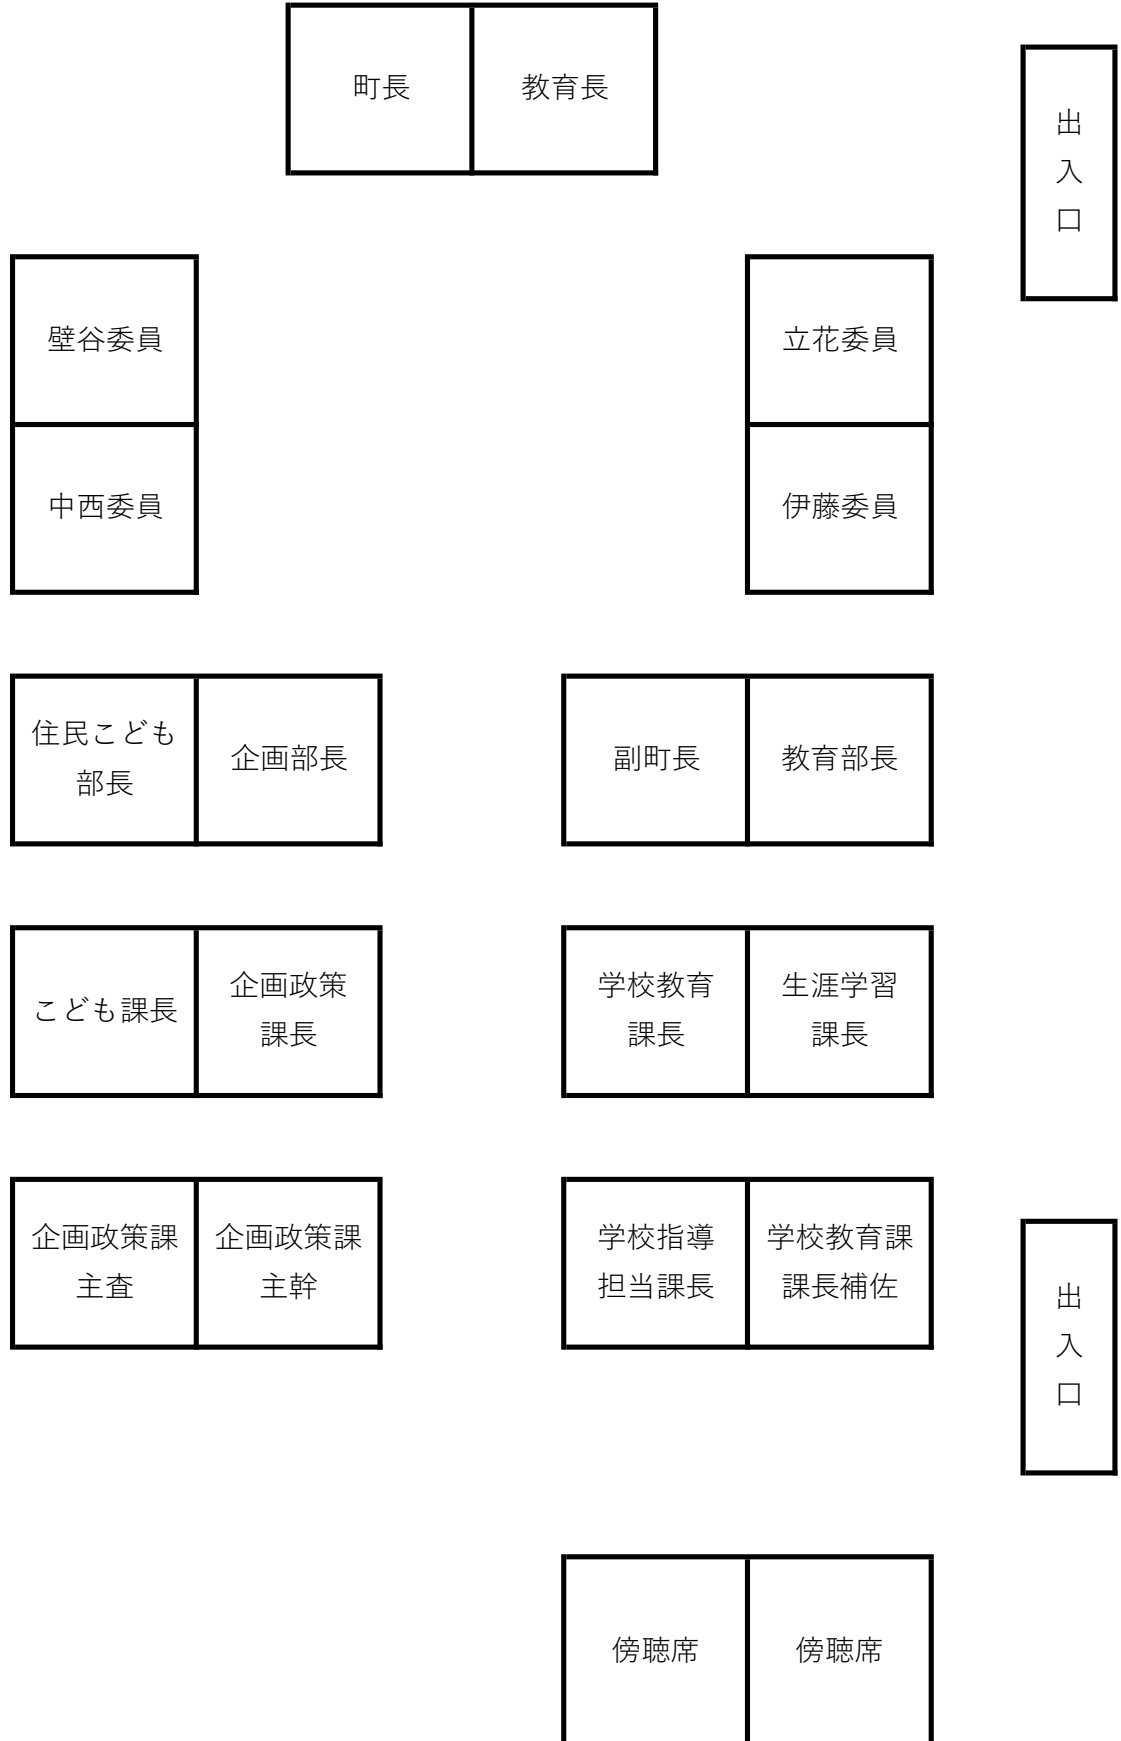 町長
教育長
出
入
口
壁谷委員
立花委員
中西委員
伊藤委員
住民こども
部長
企画部長
副町長
教育部長
こども課長
企画政策
課長
学校教育
課長
生涯学習
課長
企画政策課
主査
企画政策課
主幹
学校指導
担当課長
学校教育課
課長補佐
出
入
口
傍聴席
傍聴席